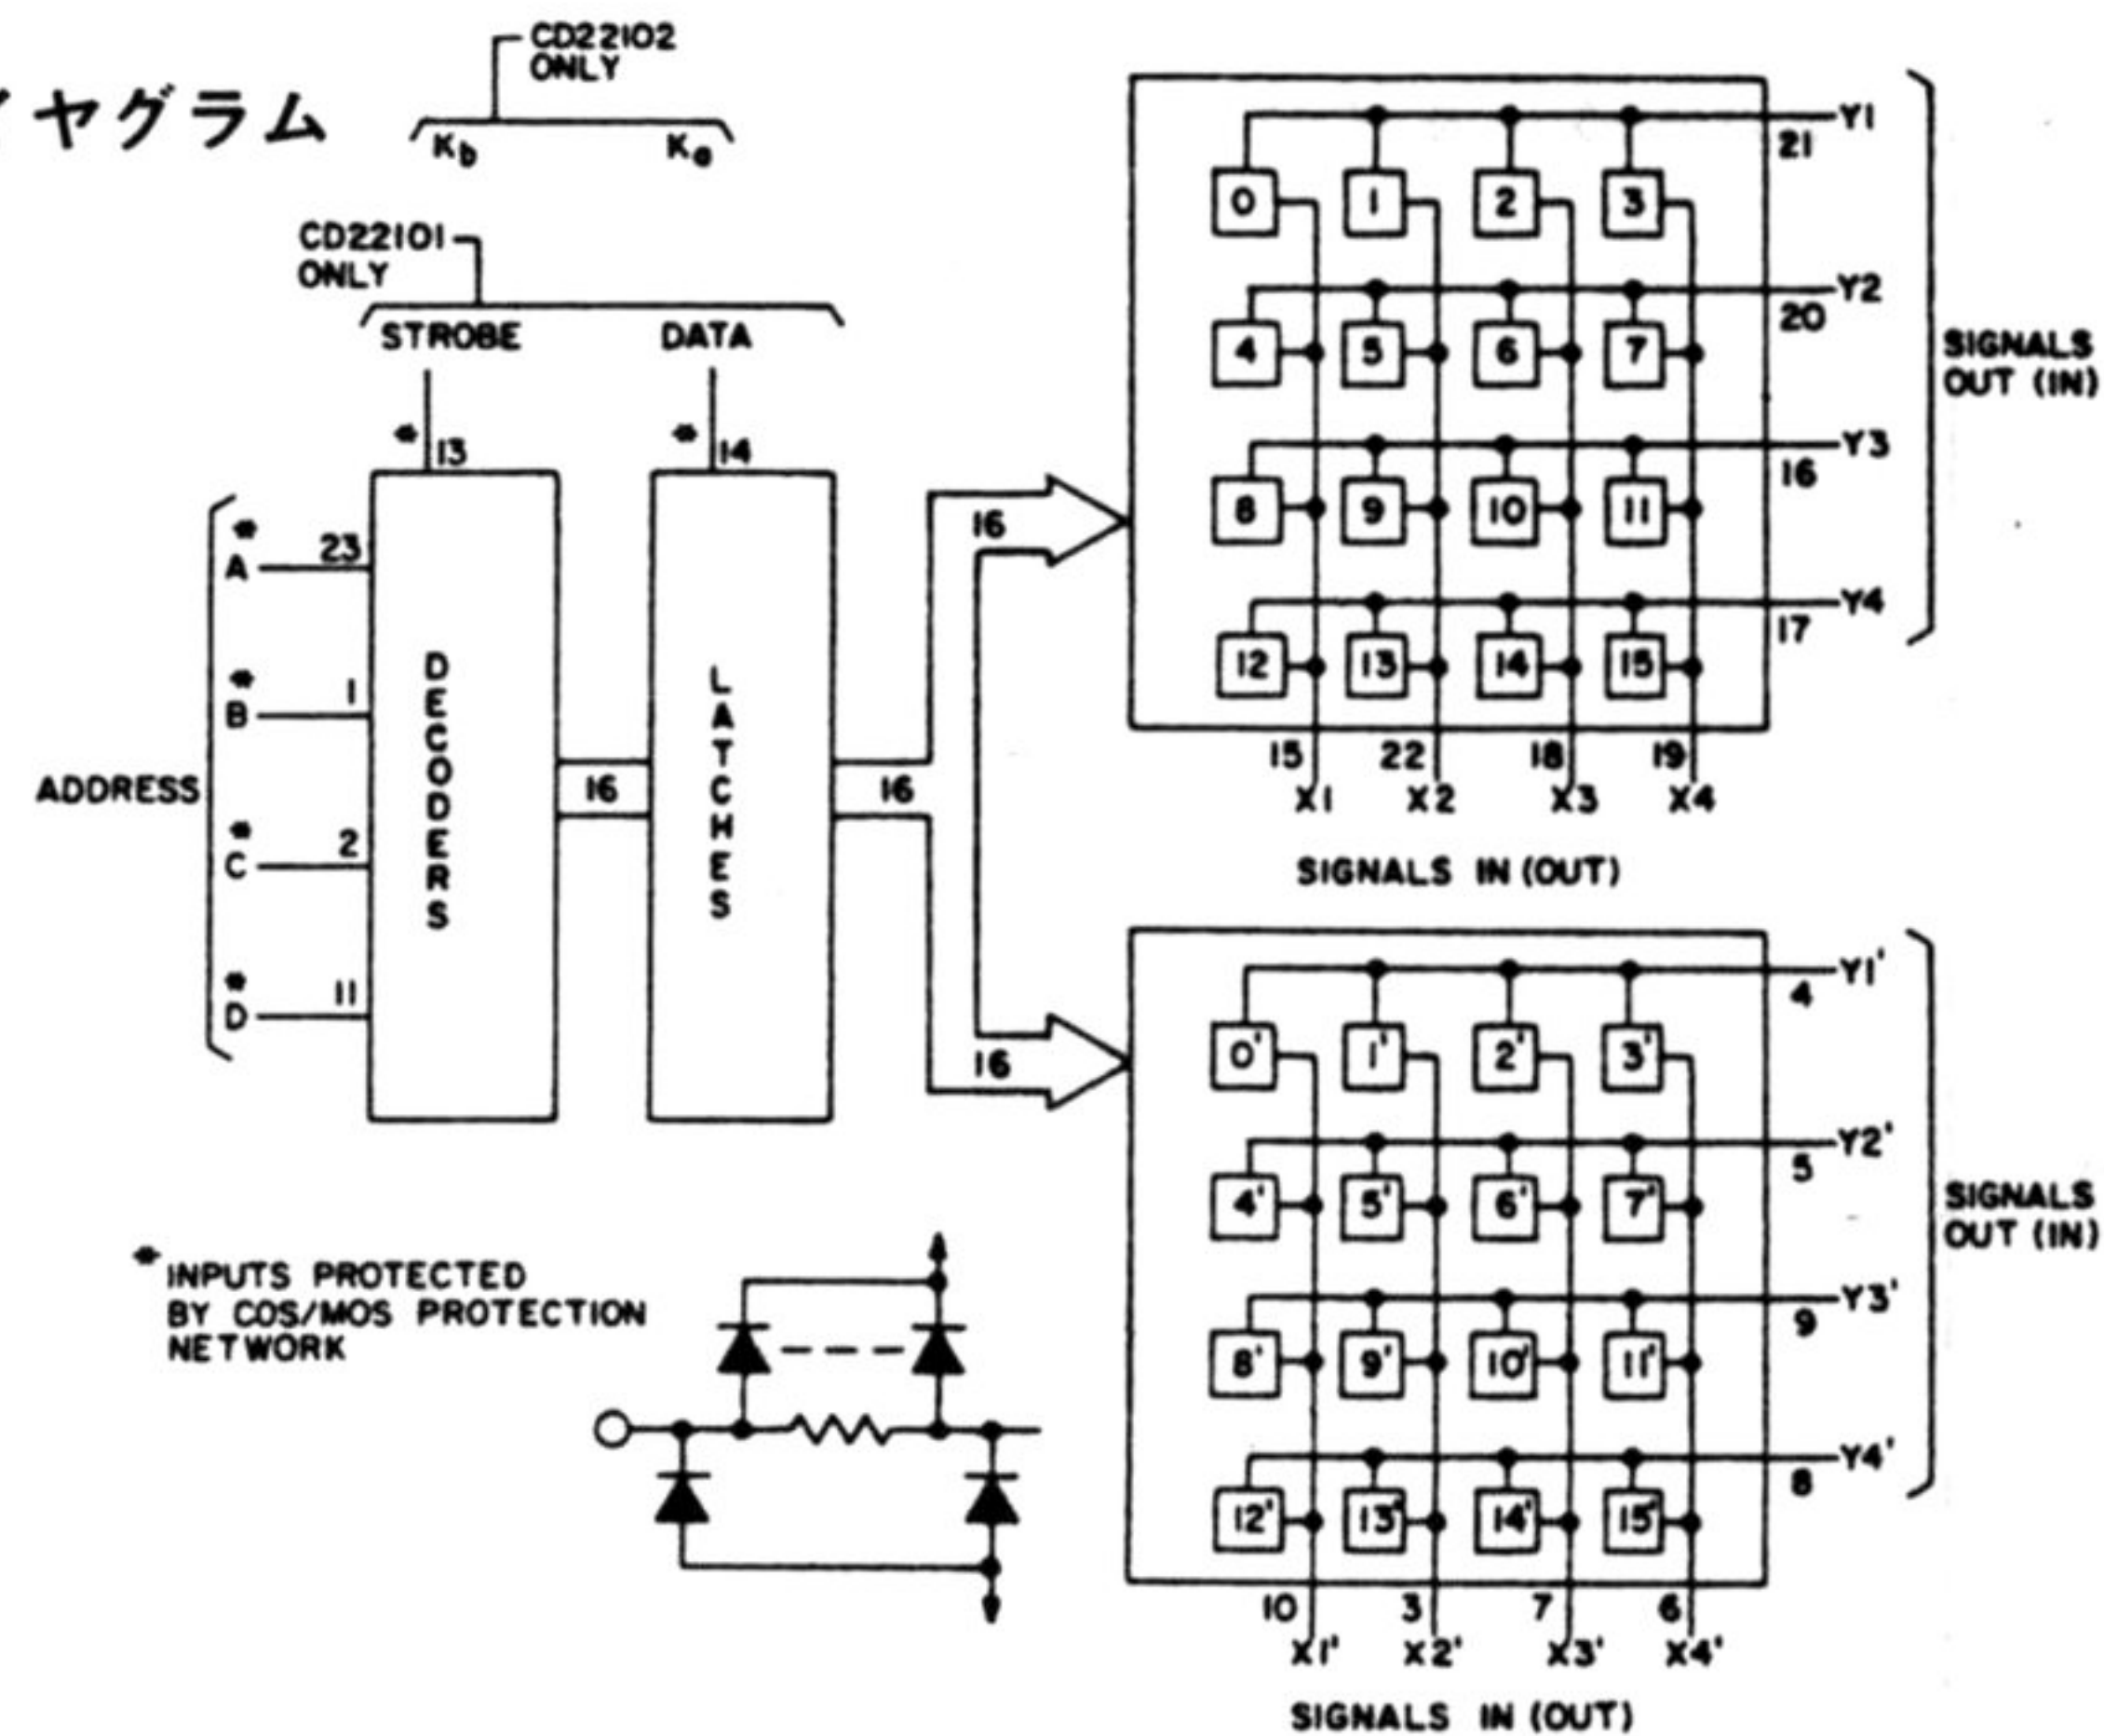 ヤグラム
CD22102
ONLY
Kb Ka
CD22101
ONLY
STROBE DATA
* 13 * 14
ADDRESS
* A 23
* B 1
* C 2
* D 11
DECODERS
16
LATCHES
16
16
16
0 1 2 3 Y1 21
4 5 6 7 Y2 20
8 9 10 11 Y3 16
12 13 14 15 Y4 17
SIGNALS
OUT (IN)
15 22 18 19
X1 X2 X3 X4
SIGNALS IN (OUT)
0' 1' 2' 3' Y1' 4
4' 5' 6' 7' Y2' 5
8' 9' 10' 11' Y3' 9
12' 13' 14' 15' Y4' 8
SIGNALS
OUT (IN)
10 3 7 6
X1' X2' X3' X4'
SIGNALS IN (OUT)
* INPUTS PROTECTED
BY COS/MOS PROTECTION
NETWORK